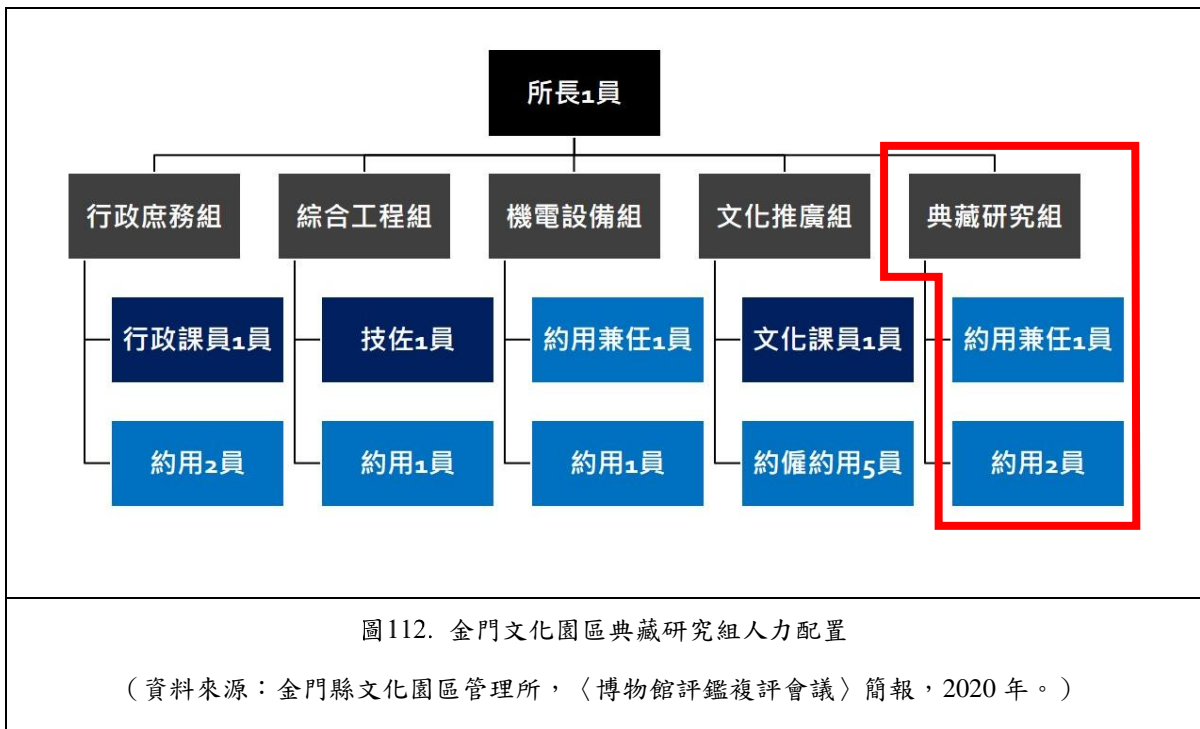 所長1員
行政庶務組
綜合工程組
機電設備組
文化推廣組
典藏研究組
行政課員1員
技佐1員
約用兼任1員
文化課員1員
約用兼任1員
約用2員
約用1員
約用1員
約僱約用5員
約用2員
圖112. 金門文化園區典藏研究組人力配置
（資料來源：金門縣文化園區管理所，〈博物館評鑑複評會議〉簡報，2020 年。）